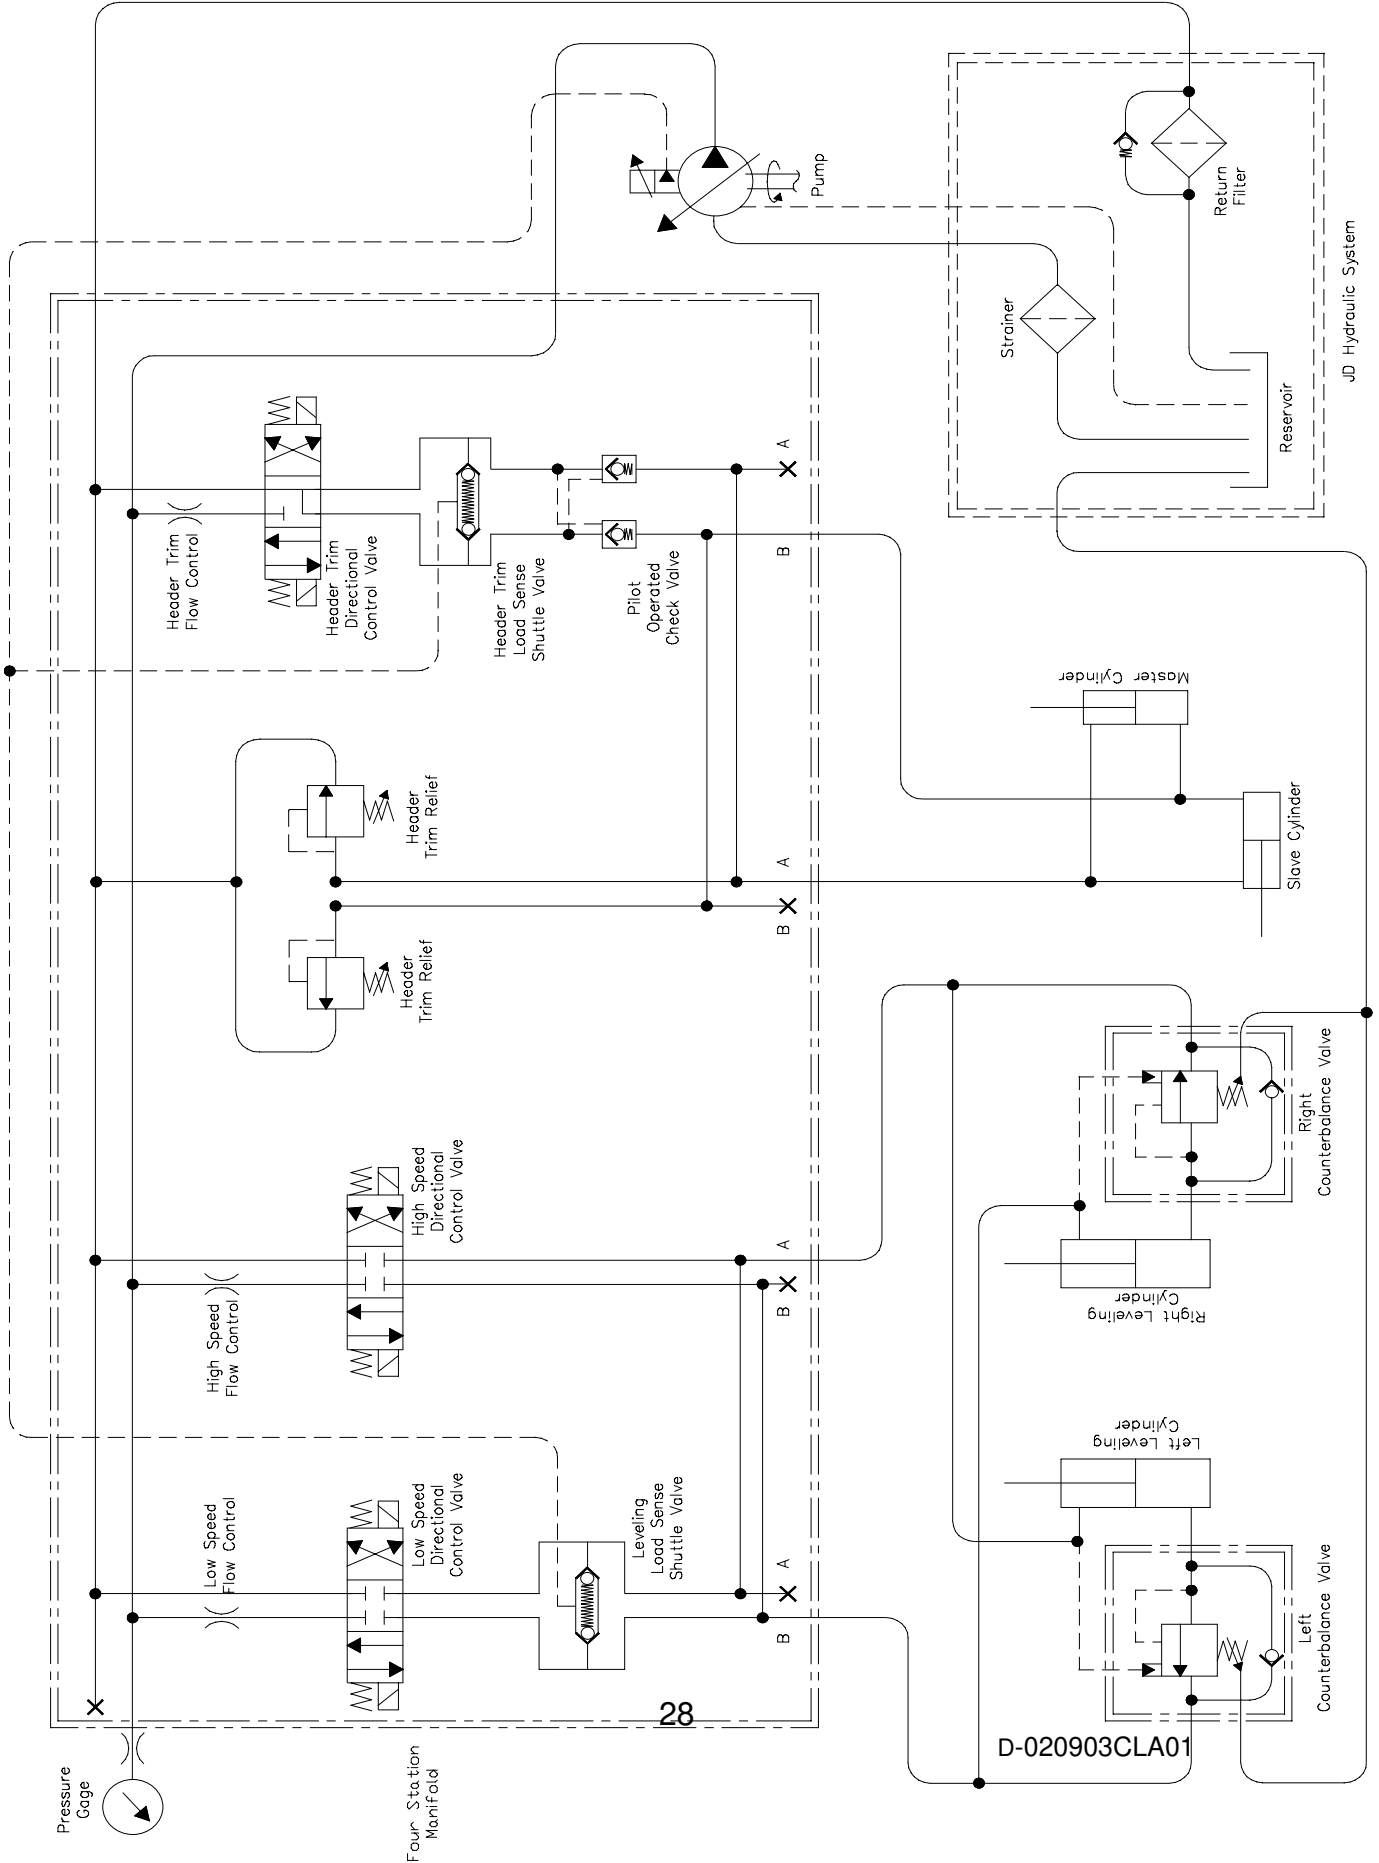 Pump
Return
Filter
JD Hydraulic System
Strainer
Reservoir
Header Trim
Flow Control
Header Trim
Directional
Control Valve
Header Trim
Load Sense
Shuttle Valve
Pilot
Operated
Check Valve
A
B
Master Cylinder
Slave Cylinder
Header
Trim Relief
Header
Trim Relief
A
B
High Speed
Flow Control
High Speed
Directional
Control Valve
A
B
Right
Counterbalance Valve
Right Leveling
Cylinder
Left Leveling
Cylinder
Low Speed
Flow Control
Low Speed
Directional
Control Valve
Leveling
Load Sense
Shuttle Valve
A
B
Left
Counterbalance Valve
Pressure
Gage
Four Station
Manifold
28
D-020903CLA01